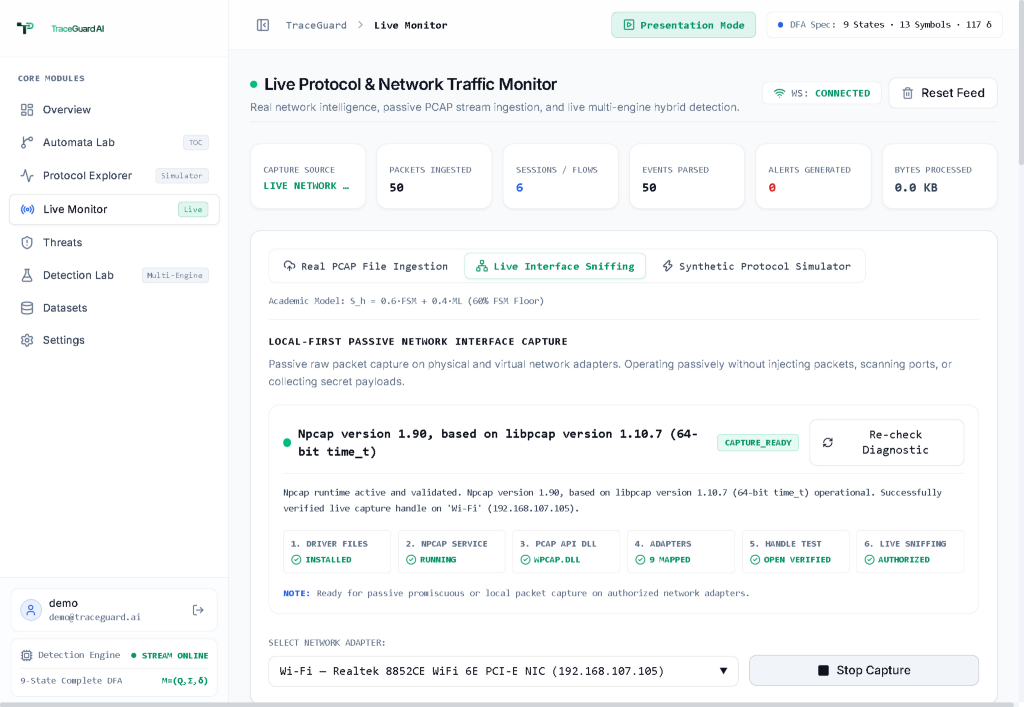 TraceGuard AI
CORE MODULES
Overview
Automata Lab TOC
Protocol Explorer Simulator
Live Monitor Live
Threats
Detection Lab Multi-Engine
Datasets
Settings
demo
demo@traceguard.ai
Detection Engine STREAM ONLINE
9-State Complete DFA M=(Q,Σ,δ)
TraceGuard > Live Monitor
Presentation Mode
DFA Spec: 9 States · 13 Symbols · 117 δ
Live Protocol & Network Traffic Monitor
Real network intelligence, passive PCAP stream ingestion, and live multi-engine hybrid detection.
WS: CONNECTED
Reset Feed
CAPTURE SOURCE
LIVE NETWORK …
PACKETS INGESTED
50
SESSIONS / FLOWS
6
EVENTS PARSED
50
ALERTS GENERATED
0
BYTES PROCESSED
0.0 KB
Real PCAP File Ingestion
Live Interface Sniffing
Synthetic Protocol Simulator
Academic Model: S_h = 0.6·FSM + 0.4·ML (60% FSM Floor)
LOCAL-FIRST PASSIVE NETWORK INTERFACE CAPTURE
Passive raw packet capture on physical and virtual network adapters. Operating passively without injecting packets, scanning ports, or
collecting secret payloads.
Npcap version 1.90, based on libpcap version 1.10.7 (64-
bit time_t)
CAPTURE_READY
Re-check
Diagnostic
Npcap runtime active and validated. Npcap version 1.90, based on libpcap version 1.10.7 (64-bit time_t) operational. Successfully
verified live capture handle on 'Wi-Fi' (192.168.107.105).
1. DRIVER FILES
INSTALLED
2. NPCAP SERVICE
RUNNING
3. PCAP API DLL
WPCAP.DLL
4. ADAPTERS
9 MAPPED
5. HANDLE TEST
OPEN VERIFIED
6. LIVE SNIFFING
AUTHORIZED
NOTE: Ready for passive promiscuous or local packet capture on authorized network adapters.
SELECT NETWORK ADAPTER:
Wi-Fi — Realtek 8852CE WiFi 6E PCI-E NIC (192.168.107.105)
Stop Capture